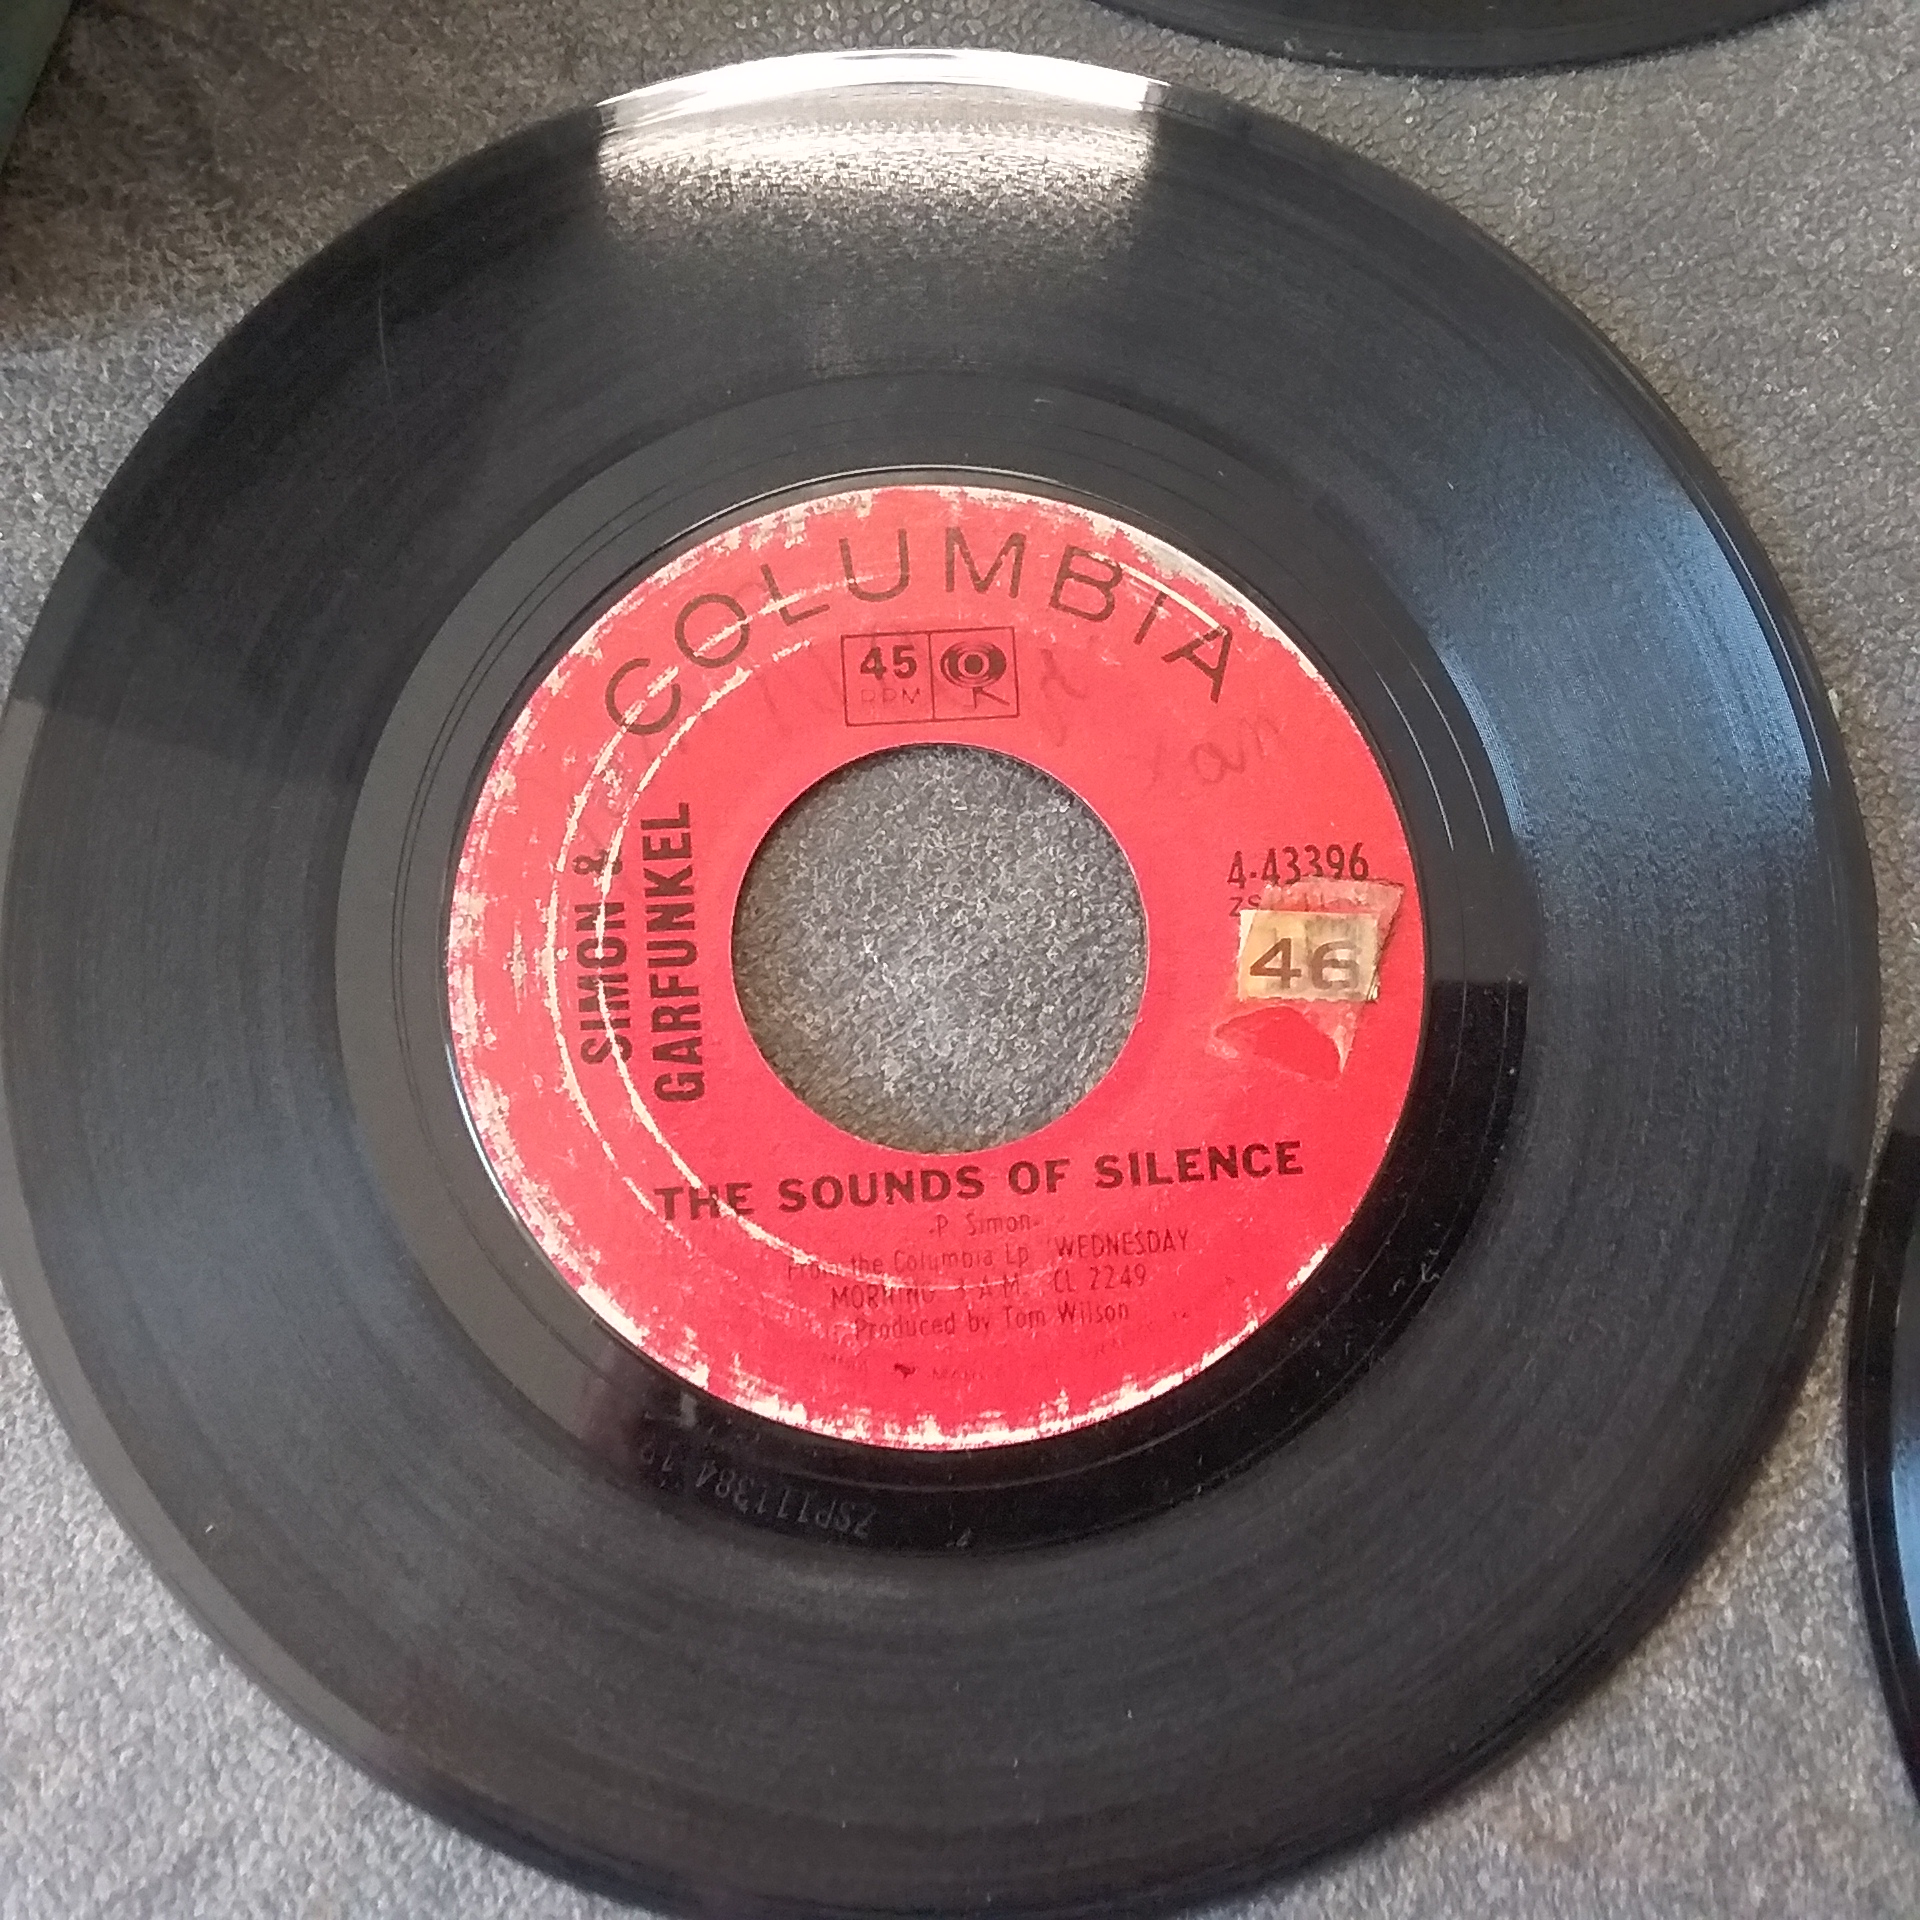 COLUMBIA
45
RPM
SIMON &
GARFUNKEL
4-43396
46
THE SOUNDS OF SILENCE
-P Simon-
From the Columbia Lp "WEDNESDAY
MORNING 3 A.M. CL 2249
Produced by Tom Wilson
ZSP111384